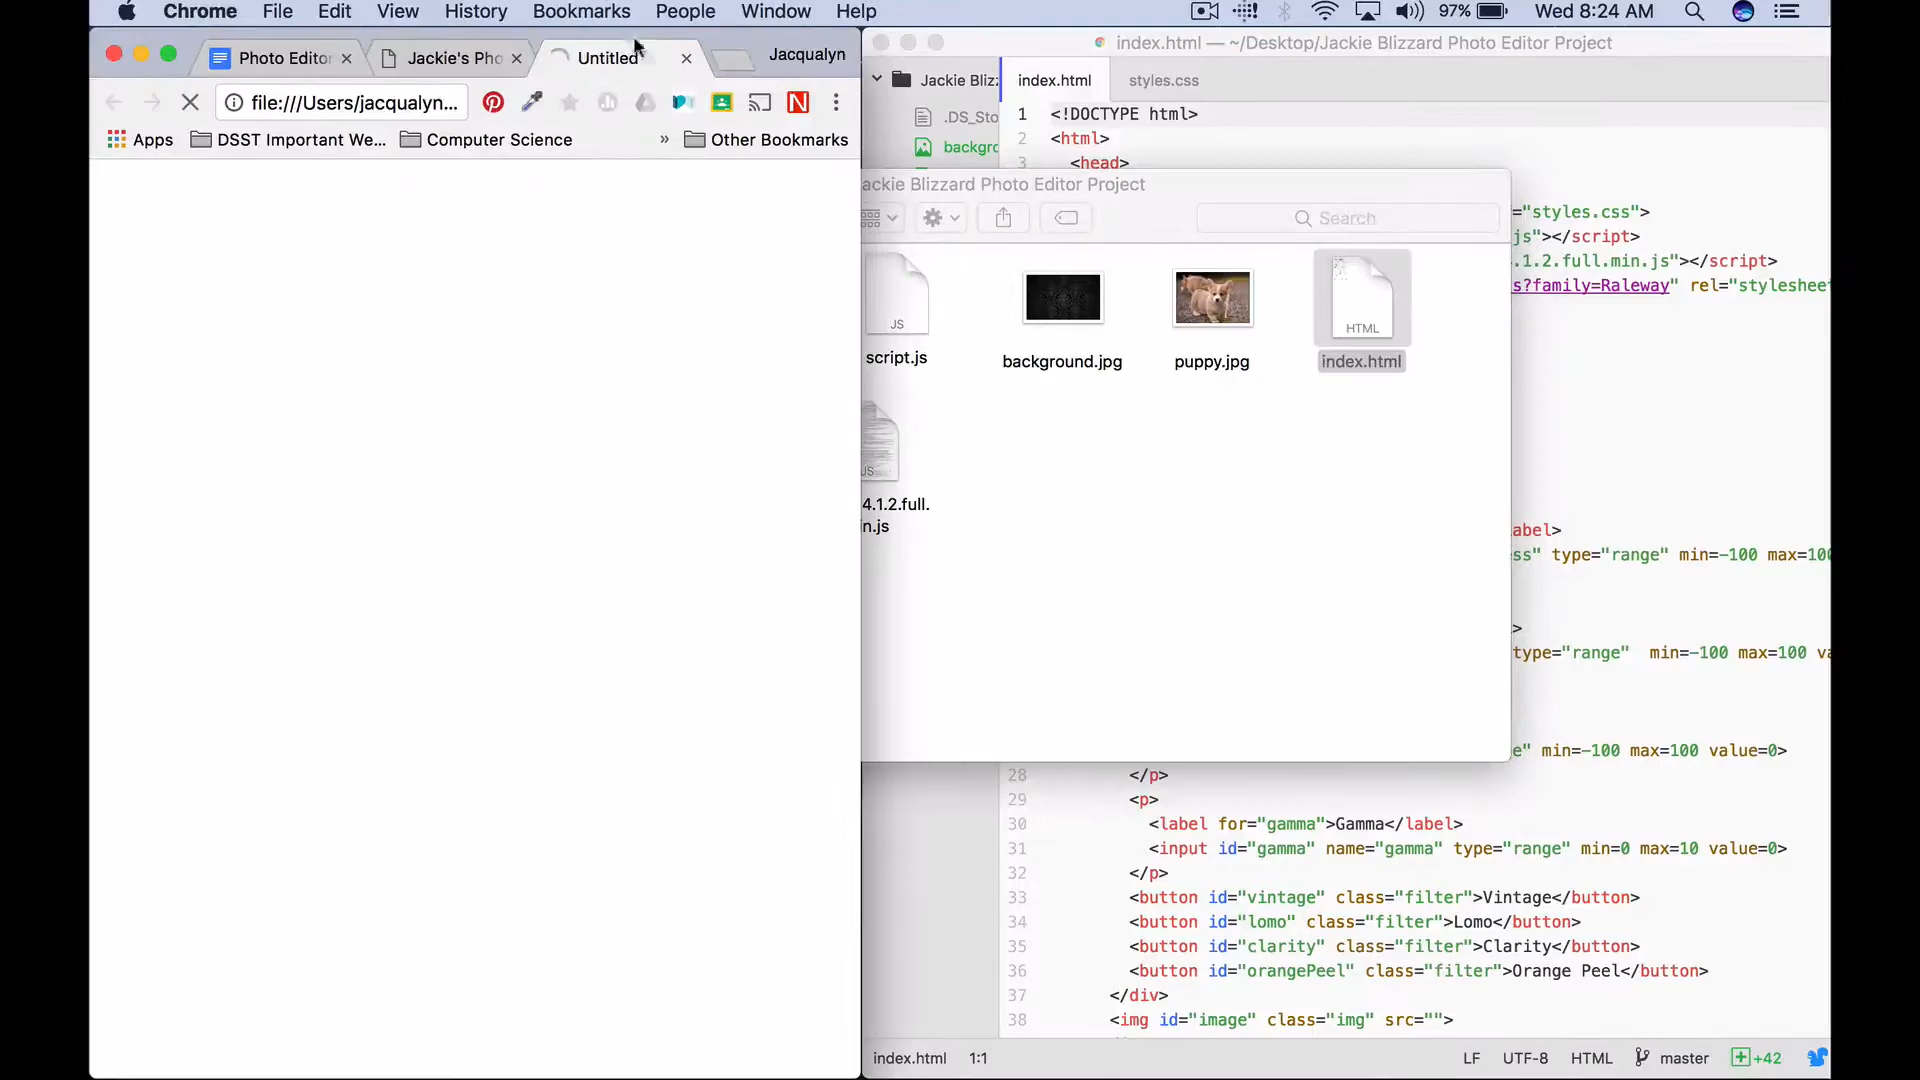 Chrome File Edit View History Bookmarks People Window Help 97% Wed 8:24 AM
Photo Editor Jackie's Pho Untitled Jacqualyn
file:///Users/jacqualyn...
Apps DSST Important We... Computer Science » Other Bookmarks
index.html — ~/Desktop/Jackie Blizzard Photo Editor Project
Jackie Bliz index.html styles.css
.DS_Sto
backgro
1 <!DOCTYPE html>
2 <html>
3 <head>
ackie Blizzard Photo Editor Project
Search
="styles.css">
js"></script>
.1.2.full.min.js"></script>
s?family=Raleway" rel="stylesheet
JS
HTML
script.js
background.jpg
puppy.jpg
index.html
JS
4.1.2.full.
n.js
abel>
ss" type="range" min=-100 max=100
>
type="range" min=-100 max=100 va
e" min=-100 max=100 value=0>
28 </p>
29 <p>
30 <label for="gamma">Gamma</label>
31 <input id="gamma" name="gamma" type="range" min=0 max=10 value=0>
32 </p>
33 <button id="vintage" class="filter">Vintage</button>
34 <button id="lomo" class="filter">Lomo</button>
35 <button id="clarity" class="filter">Clarity</button>
36 <button id="orangePeel" class="filter">Orange Peel</button>
37 </div>
38 <img id="image" class="img" src="">
index.html 1:1 LF UTF-8 HTML master +42